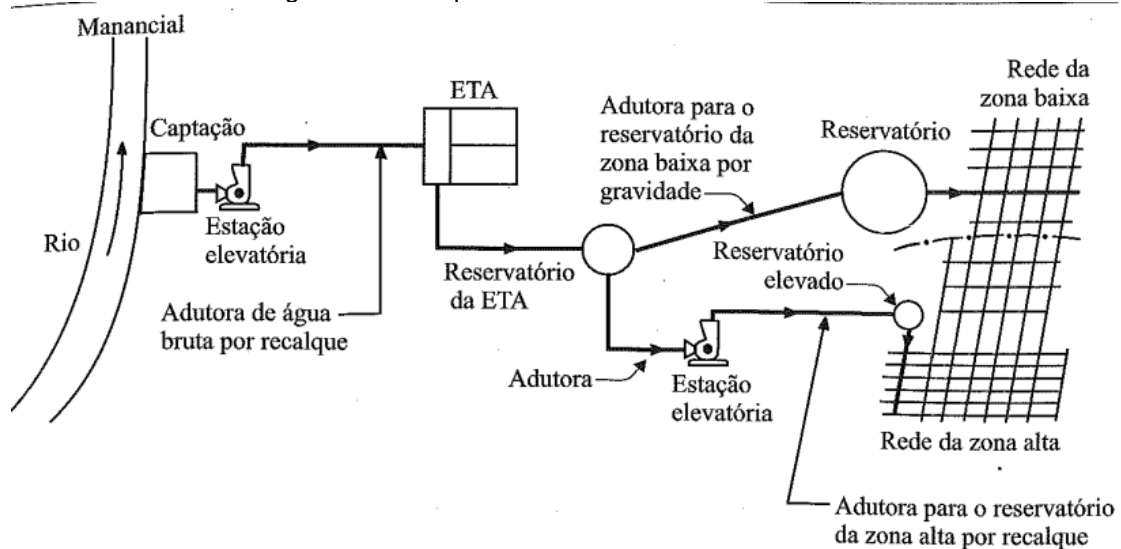 Manancial
Captação
ETA
Rio
Estação
elevatória
Adutora de água
bruta por recalque
Reservatório
da ETA
Adutora para o
reservatório da
zona baixa por
gravidade
Reservatório
Rede da
zona baixa
Reservatório
elevado
Adutora
Estação
elevatória
Rede da zona alta
Adutora para o reservatório
da zona alta por recalque